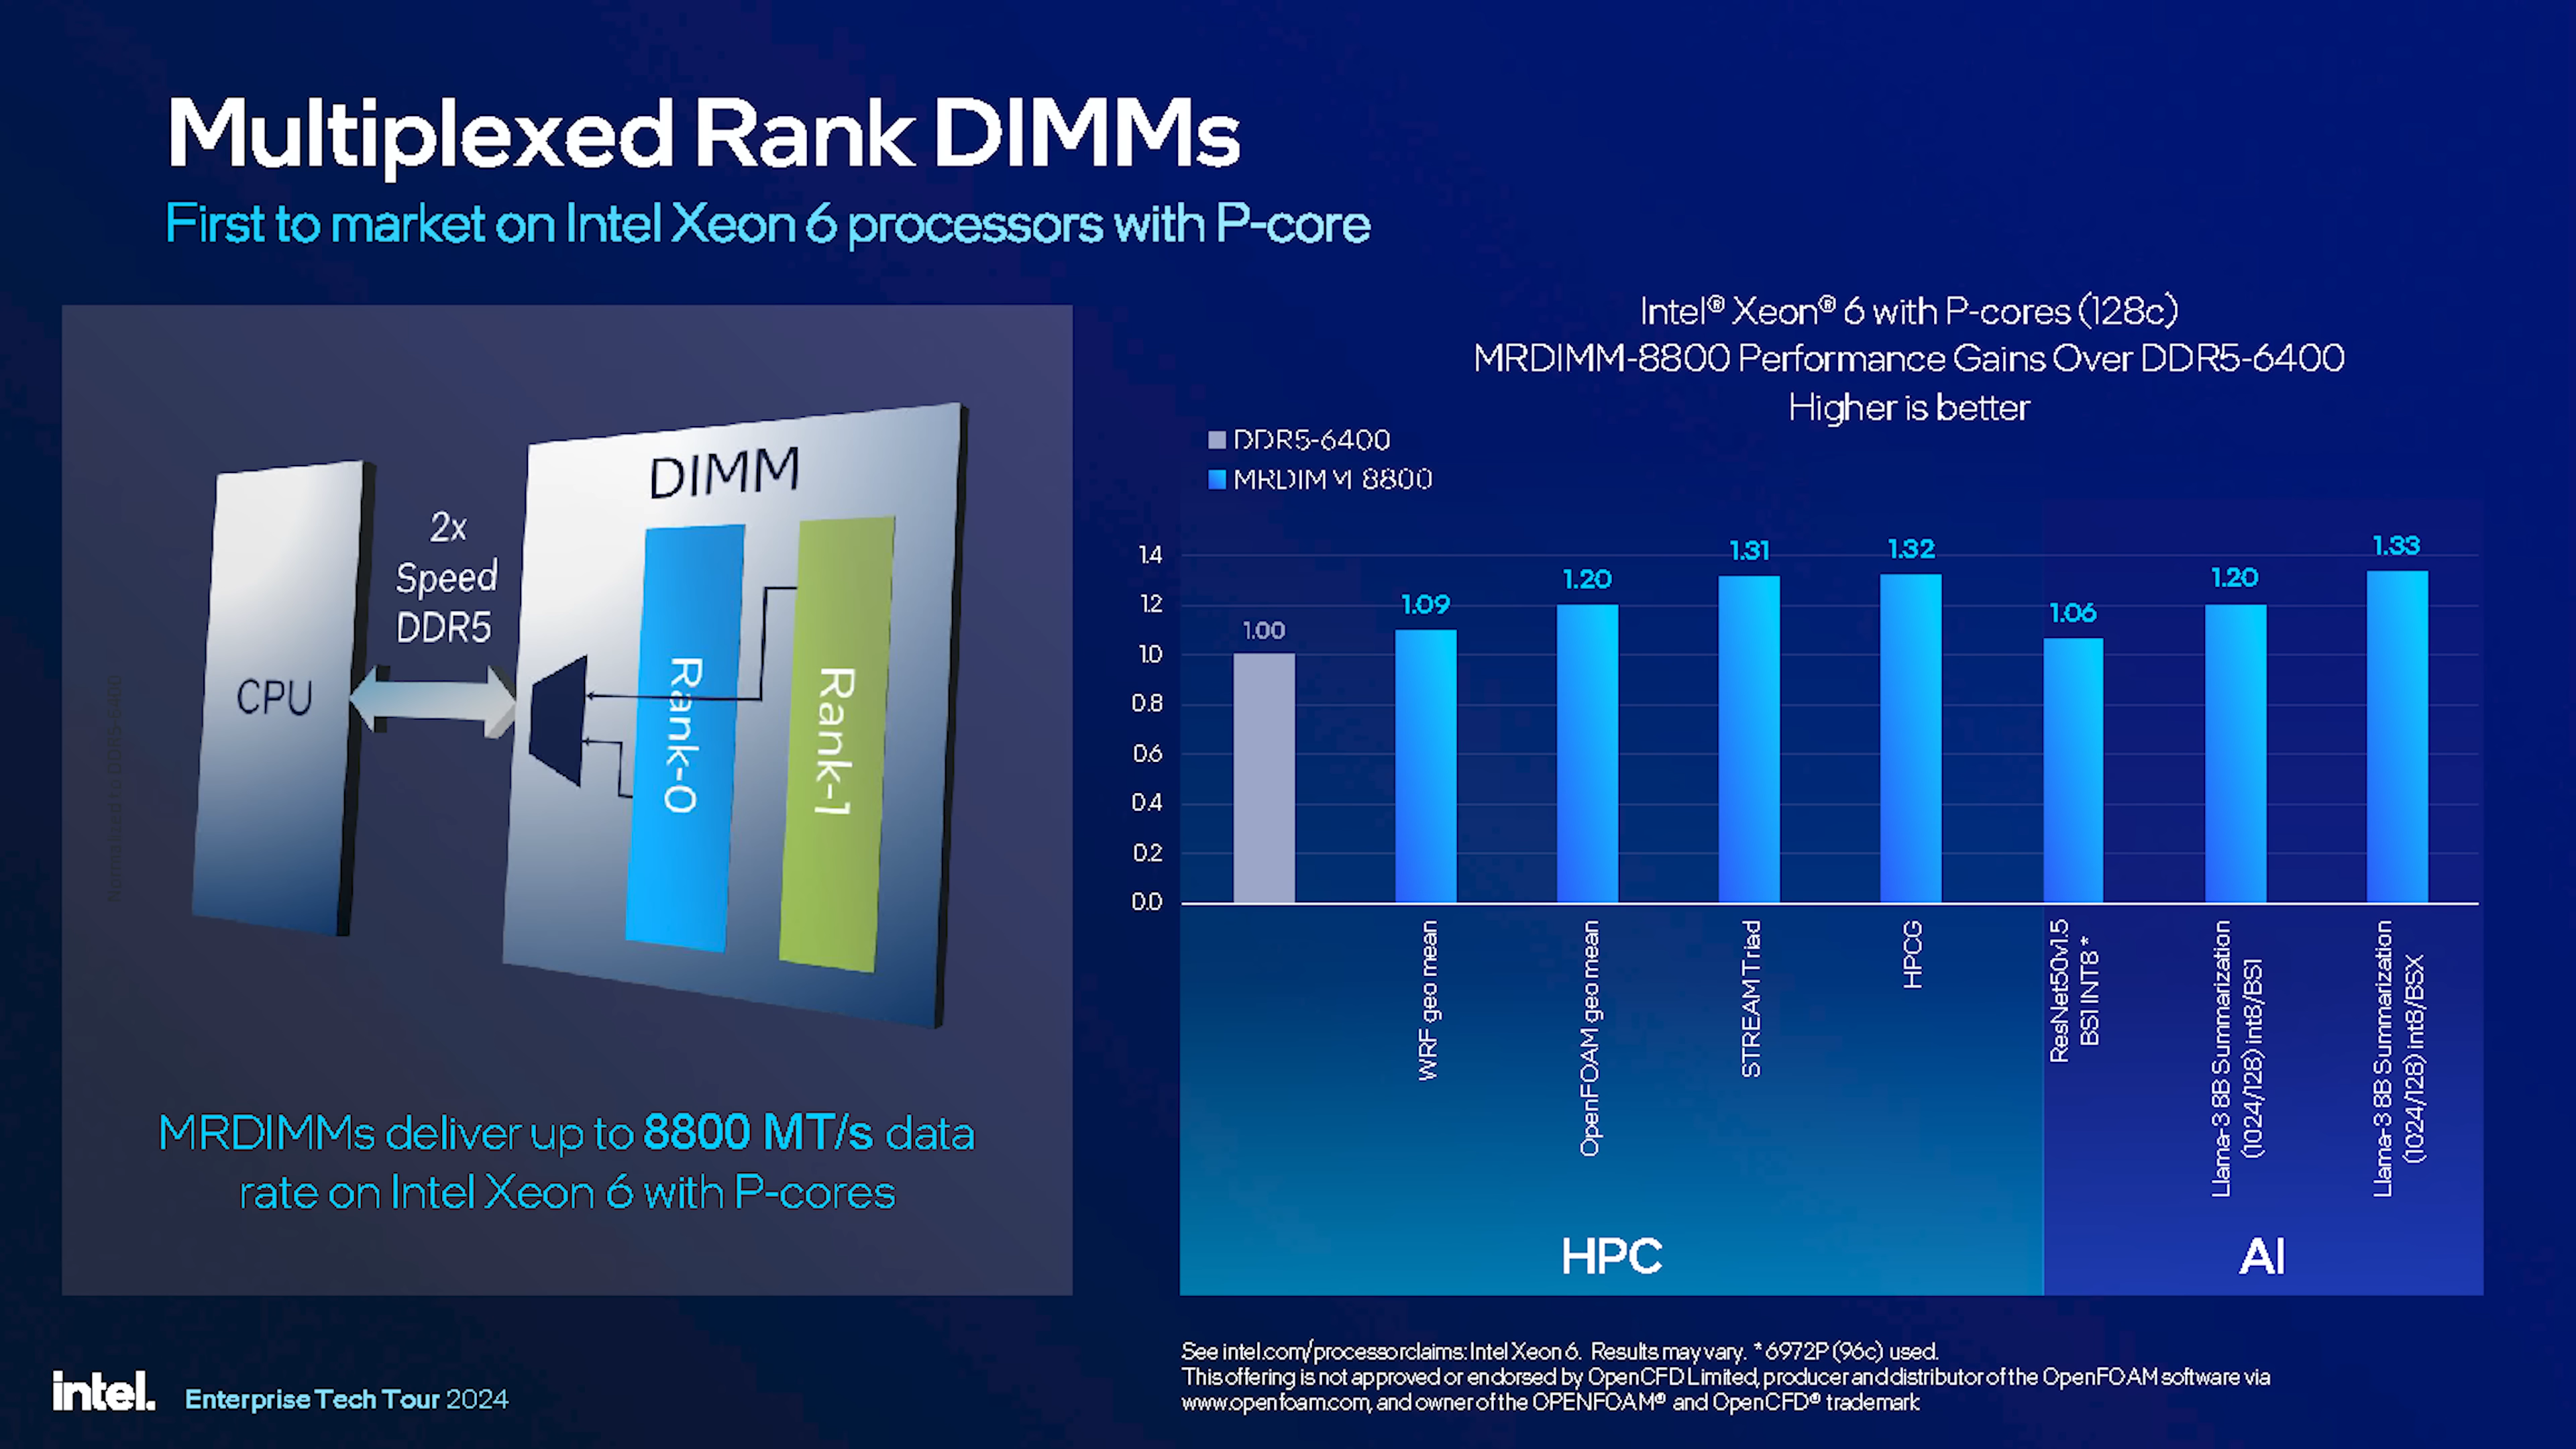 Multiplexed Rank DIMMs
First to market on Intel Xeon 6 processors with P-core
DIMM
2x
Speed
DDR5
CPU
Rank-0
Rank-1
Normalized to DDR5-6400
MRDIMMs deliver up to 8800 MT/s data
rate on Intel Xeon 6 with P-cores
Intel® Xeon® 6 with P-cores (128c)
MRDIMM-8800 Performance Gains Over DDR5-6400
Higher is better
DDR5-6400
MRDIMM 8800
1.4
1.2
1.0
0.8
0.6
0.4
0.2
0.0
1.00
1.09
1.20
1.31
1.32
1.06
1.20
1.33
WRF geo mean
OpenFOAM geo mean
STREAM Triad
HPCG
ResNet50v1.5
BS1 INT8 *
Llama-3 8B Summarization
(1024/128) int8/BS1
Llama-3 8B Summarization
(1024/128) int8/BSX
HPC
AI
See intel.com/processorclaims: Intel Xeon 6. Results may vary. * 6972P (96c) used.
This offering is not approved or endorsed by OpenCFD Limited, producer and distributor of the OpenFOAM software via
www.openfoam.com, and owner of the OPENFOAM® and OpenCFD® trademark
intel.
Enterprise Tech Tour 2024